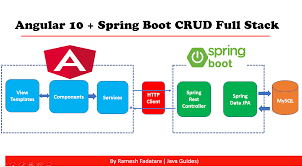 Angular 10 + Spring Boot CRUD Full Stack
A
spring
boot
View
Templates
Components
Services
HTTP
Client
Spring
Rest
Controller
Spring
Data JPA
MySQL
By Ramesh Fadatare ( Java Guides)